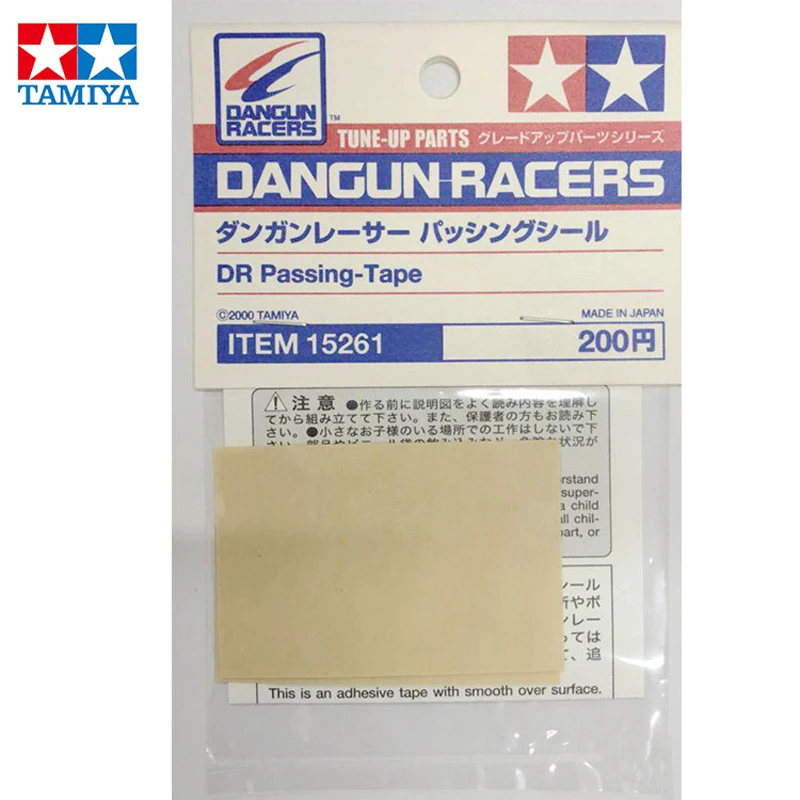 TAMIYA
DANGUN
RACERS
TM
TUNE-UP PARTS グレードアップパーツシリーズ
DANGUN-RACERS
ダンガンレーサー パッシングシール
DR Passing-Tape
©2000 TAMIYA MADE IN JAPAN
ITEM 15261 200円
注意 ●作る前に説明図をよく読み内容を理解し
てから組み立てて下さい。また、保護者の方もお読み下
さい。●小さなお子様のいる場所での工作はしないで下
erstand
super-
a child
all chil-
part, or
シール
所やボ
ンレー
っては
て、追
This is an adhesive tape with smooth over surface.